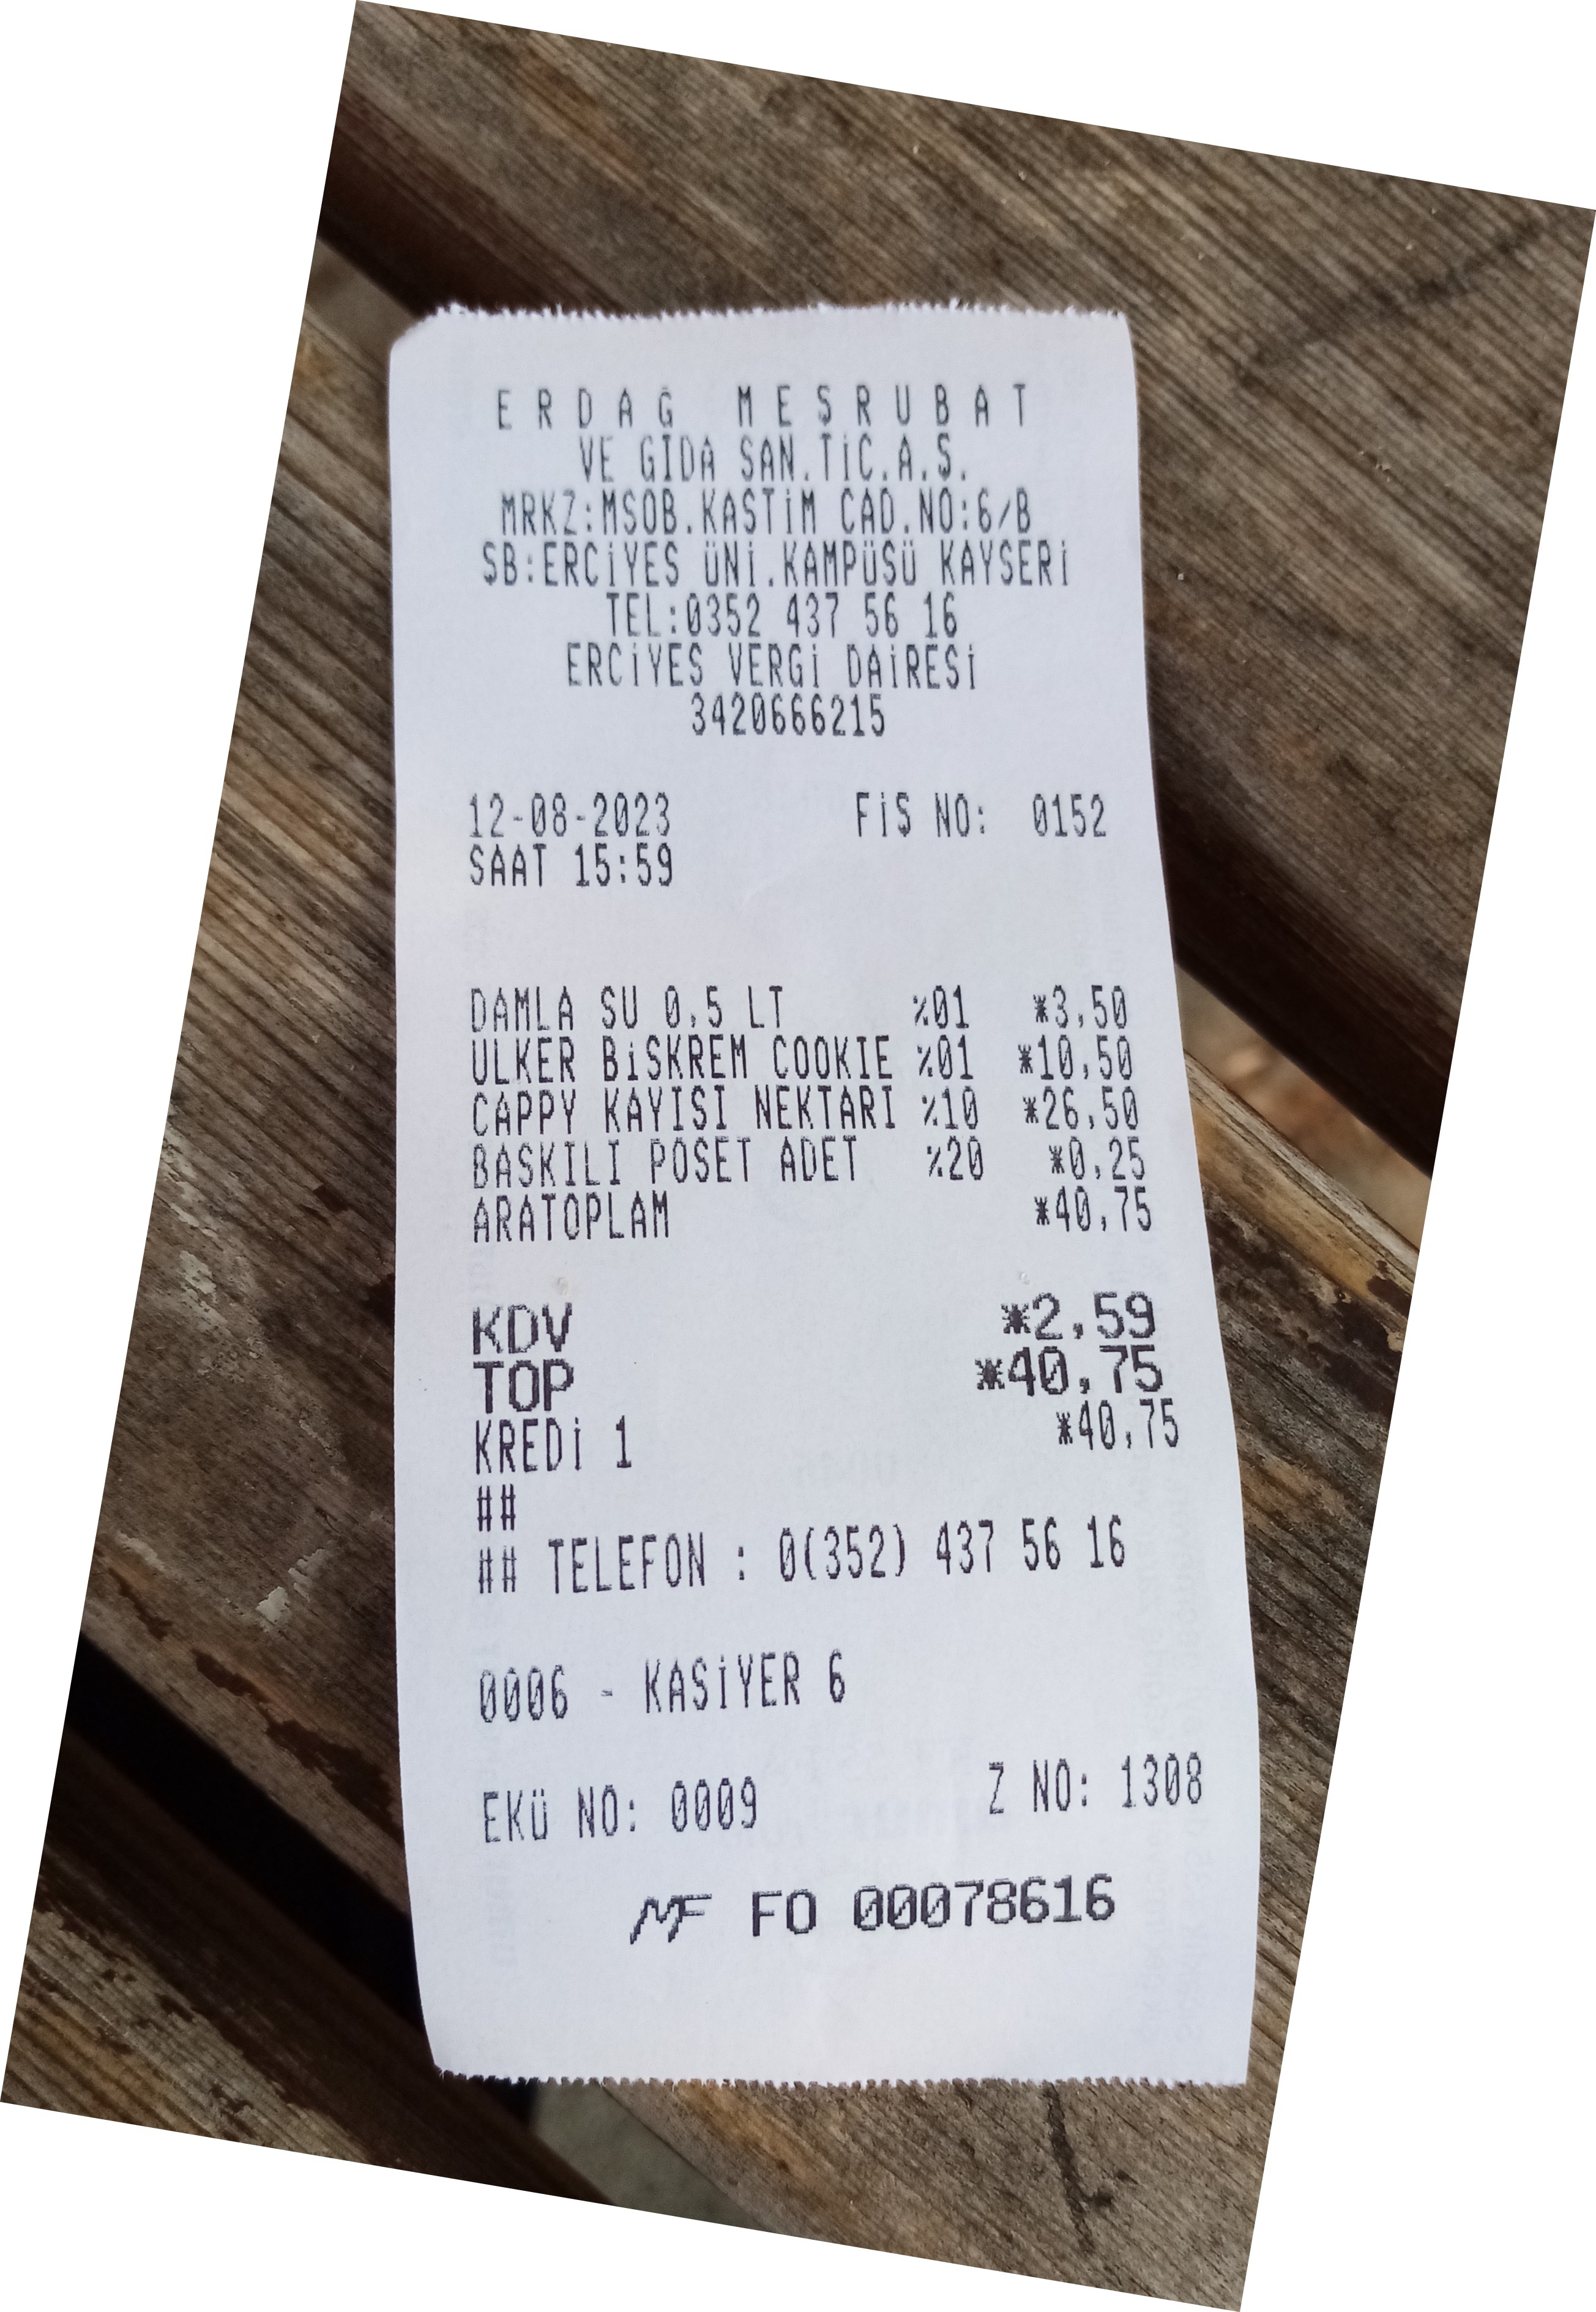 ERDAĞ MEŞRUBAT
VE GIDA SAN.TİC.A.Ş.
MRKZ:MSOB.KASTİM CAD.NO:6/B
ŞB:ERCİYES ÜNİ.KAMPÜSÜ KAYSERİ
TEL:0352 437 56 16
ERCİYES VERGİ DAİRESİ
3420666215
12-08-2023 FİŞ NO: 0152
SAAT 15:59
DAMLA SU 0,5 LT %01 *3,50
ULKER BİSKREM COOKIE %01 *10,50
CAPPY KAYISI NEKTARI %10 *26,50
BASKILI POŞET ADET %20 *0,25
ARATOPLAM *40,75
KDV *2,59
TOP *40,75
KREDİ 1 *40,75
##
## TELEFON : 0(352) 437 56 16
0006 - KASİYER 6
EKÜ NO: 0009 Z NO: 1308
MF FO 00078616